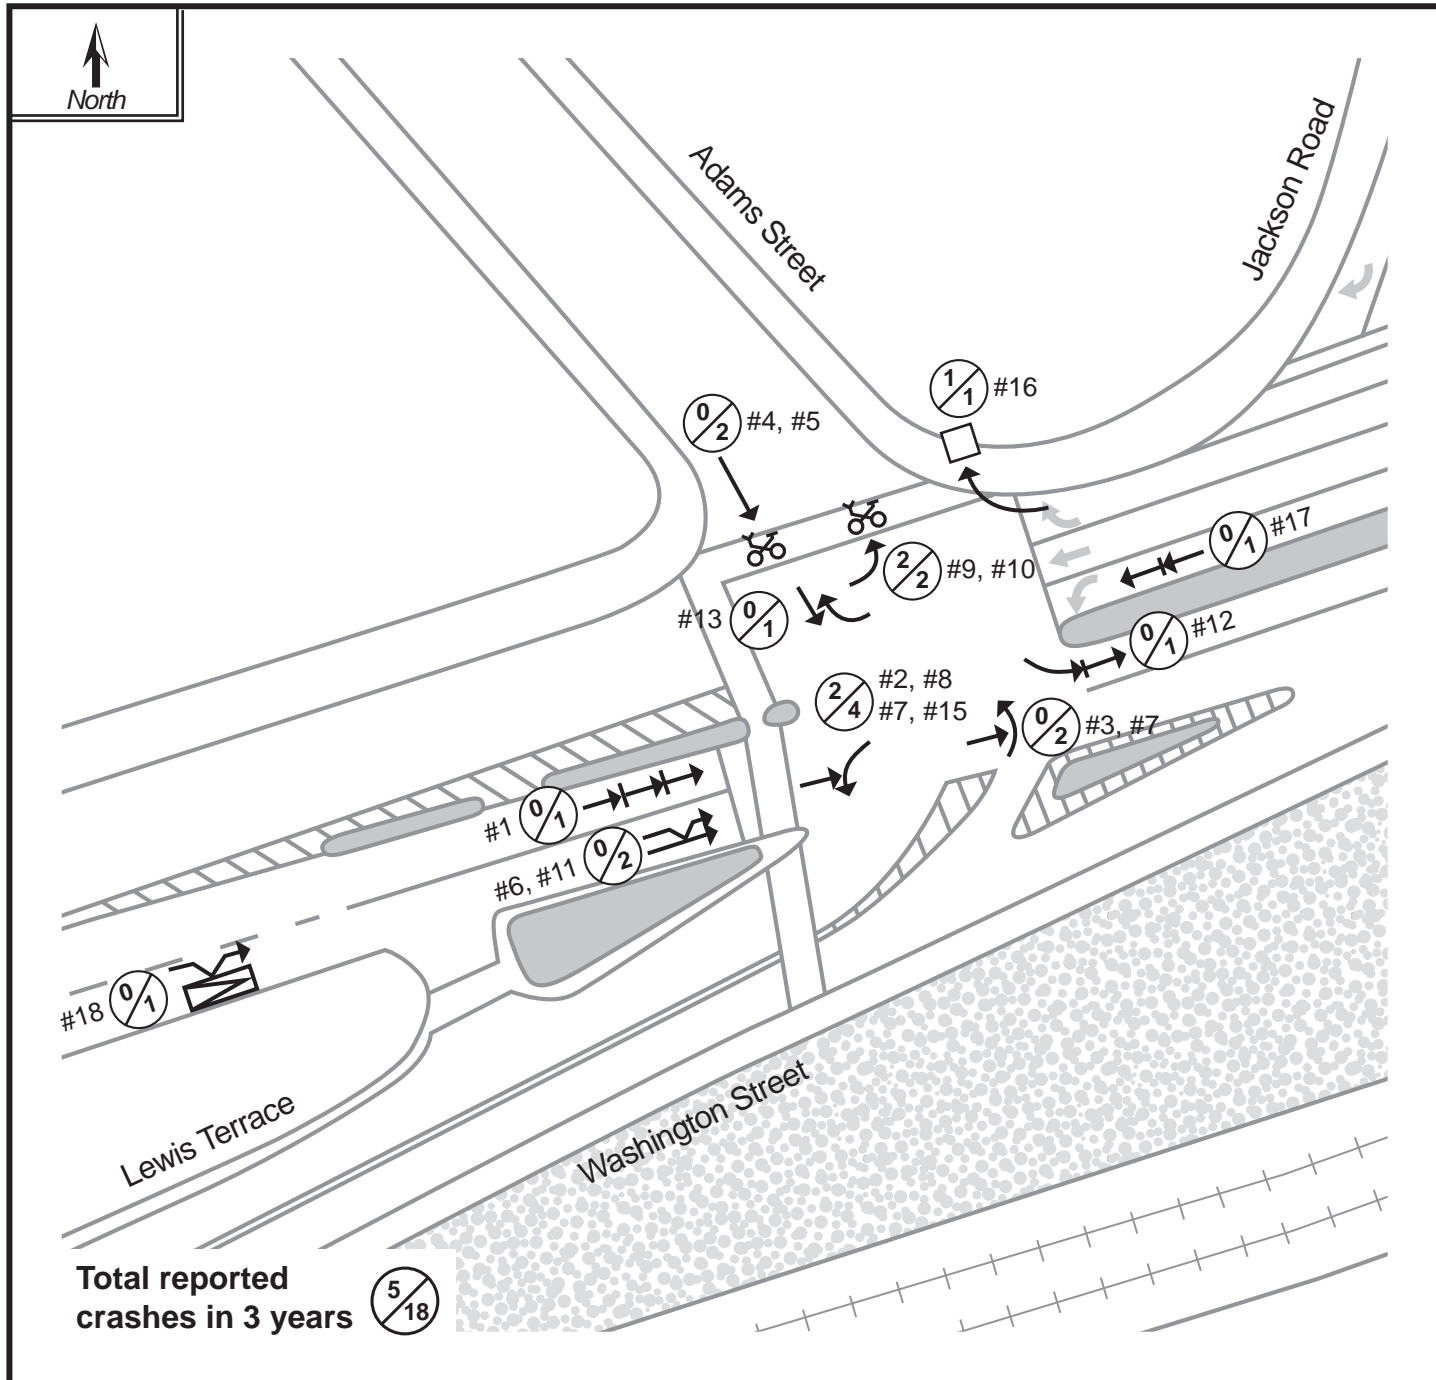 North
Adams Street
Jackson Road
1/1 #16
0/2 #4, #5
0/1 #17
2/2 #9, #10
#13 0/1
0/1 #12
2/4 #2, #8
#7, #15
0/2 #3, #7
#1 0/1
#6, #11 0/2
#18 0/1
Lewis Terrace
Washington Street
Total reported
crashes in 3 years 5/18